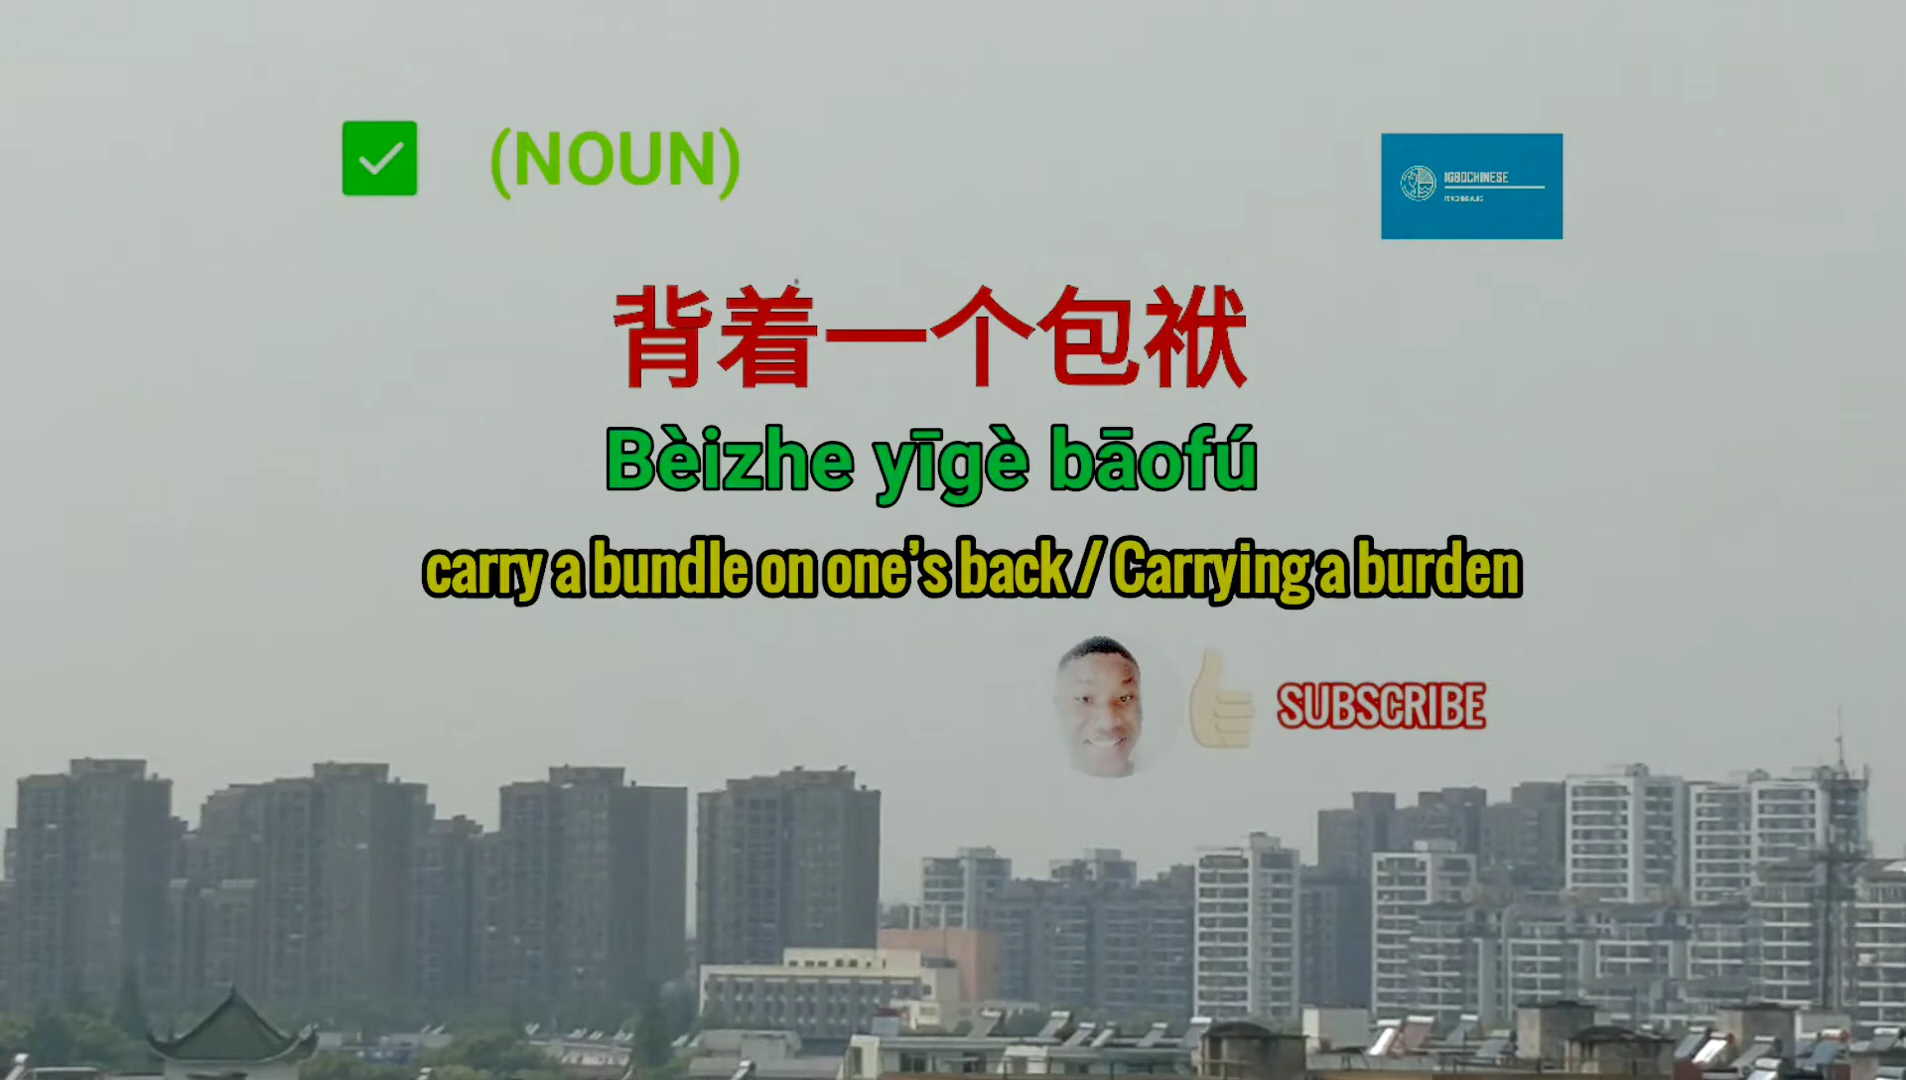 (NOUN)
IGBOCHINESE
背着一个包袱
Bèizhe yīgè bāofú
carry a bundle on one's back / Carrying a burden
SUBSCRIBE